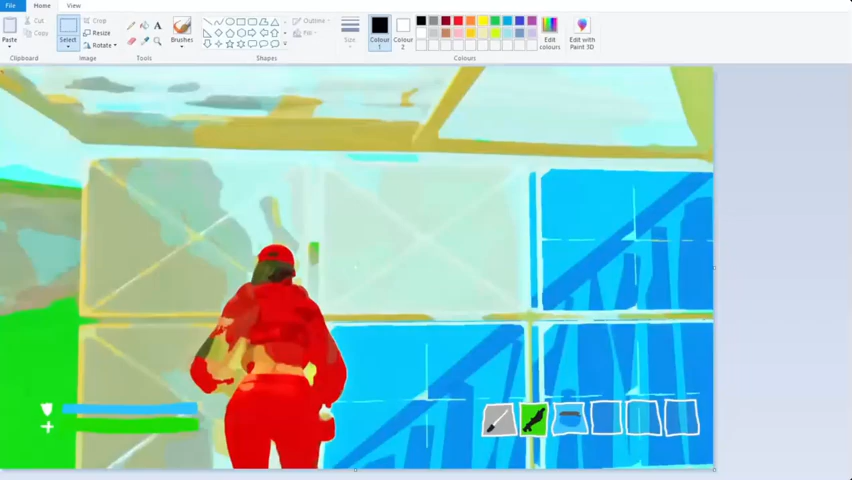 File Home View
Paste
Cut
Copy
Clipboard
Select
Crop
Resize
Rotate
Image
Tools
Brushes
Outline
Fill
Shapes
Size
Colour
1
Colour
2
Colours
Edit
colours
Edit with
Paint 3D
A